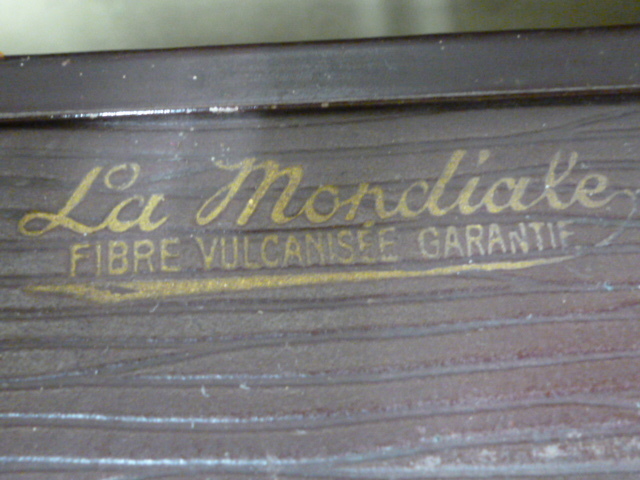 La Mondiale
FIBRE VULCANISÉE GARANTIE